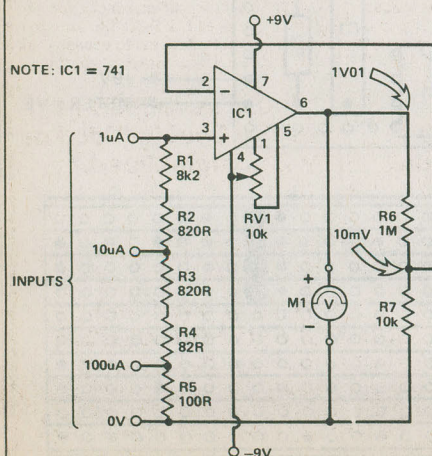 +9V
NOTE: IC1 = 741
1V01
2
7
IC1
6
1uA
3
5
4
1
R1
8k2
RV1
10k
R2
820R
R6
1M
10uA
10mV
R3
820R
INPUTS
+
M1
V
R7
10k
R4
82R
100uA
R5
100R
0V
-9V